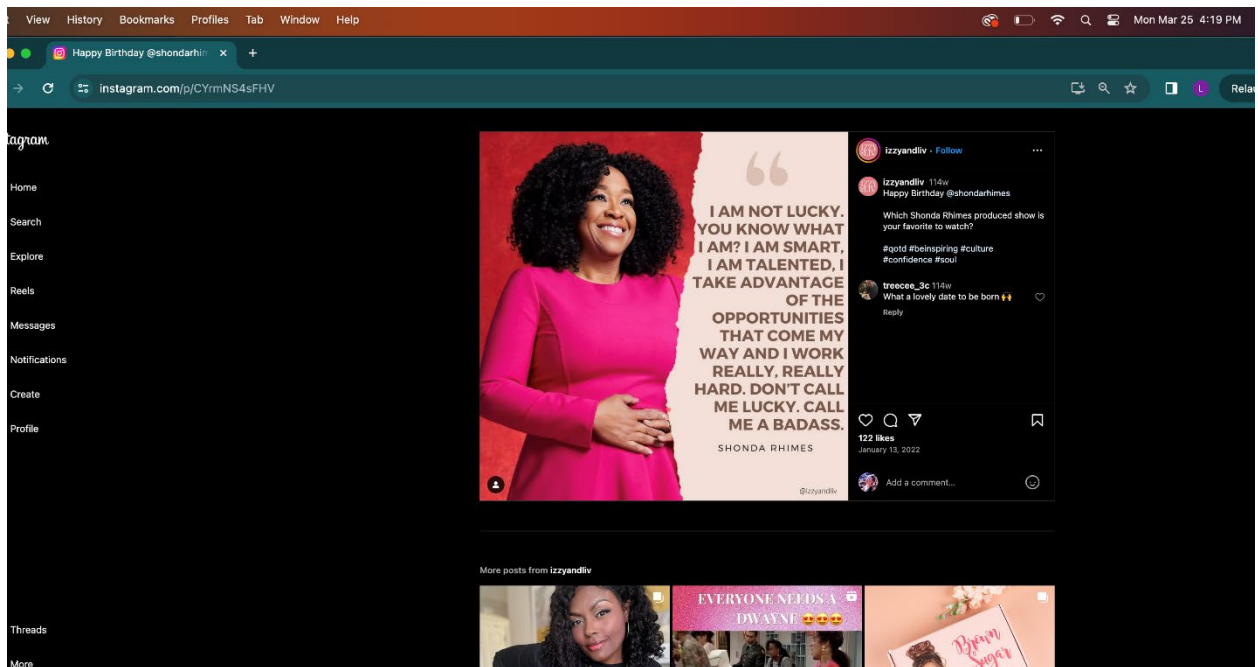 View History Bookmarks Profiles Tab Window Help
Mon Mar 25 4:19 PM
Happy Birthday @shondarhim
instagram.com/p/CYrmNS4sFHV
L
Relau
tagram
Home
Search
Explore
Reels
Messages
Notifications
Create
Profile
Threads
More
“
I AM NOT LUCKY.
YOU KNOW WHAT
I AM? I AM SMART,
I AM TALENTED, I
TAKE ADVANTAGE
OF THE
OPPORTUNITIES
THAT COME MY
WAY AND I WORK
REALLY, REALLY
HARD. DON'T CALL
ME LUCKY. CALL
ME A BADASS.
SHONDA RHIMES
@izzyandliv
izzyandliv · Follow
izzyandliv 114w
Happy Birthday @shondarhimes
Which Shonda Rhimes produced show is
your favorite to watch?
#qotd #beinspiring #culture
#confidence #soul
treecee_3c 114w
What a lovely date to be born 🙌
Reply
122 likes
January 13, 2022
Add a comment...
More posts from izzyandliv
EVERYONE NEEDS A
DWAYNE 😍😍😍
Brown
Sugar